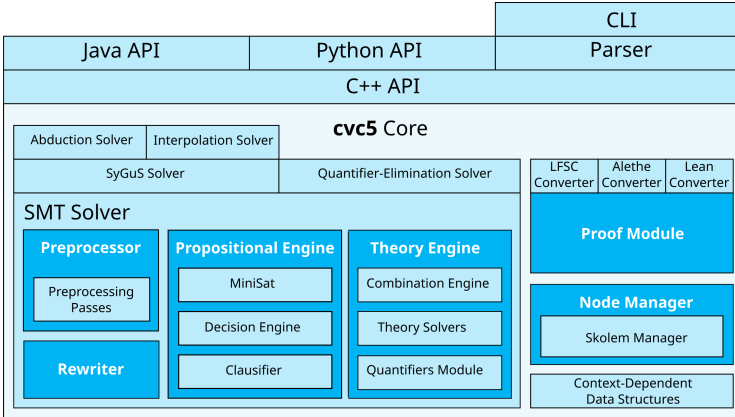 CLI
Java API
Python API
Parser
C++ API
cvc5 Core
Abduction Solver
Interpolation Solver
SyGuS Solver
Quantifier-Elimination Solver
LFSC
Converter
Alethe
Converter
Lean
Converter
SMT Solver
Preprocessor
Preprocessing
Passes
Rewriter
Propositional Engine
MiniSat
Decision Engine
Clausifier
Theory Engine
Combination Engine
Theory Solvers
Quantifiers Module
Proof Module
Node Manager
Skolem Manager
Context-Dependent
Data Structures